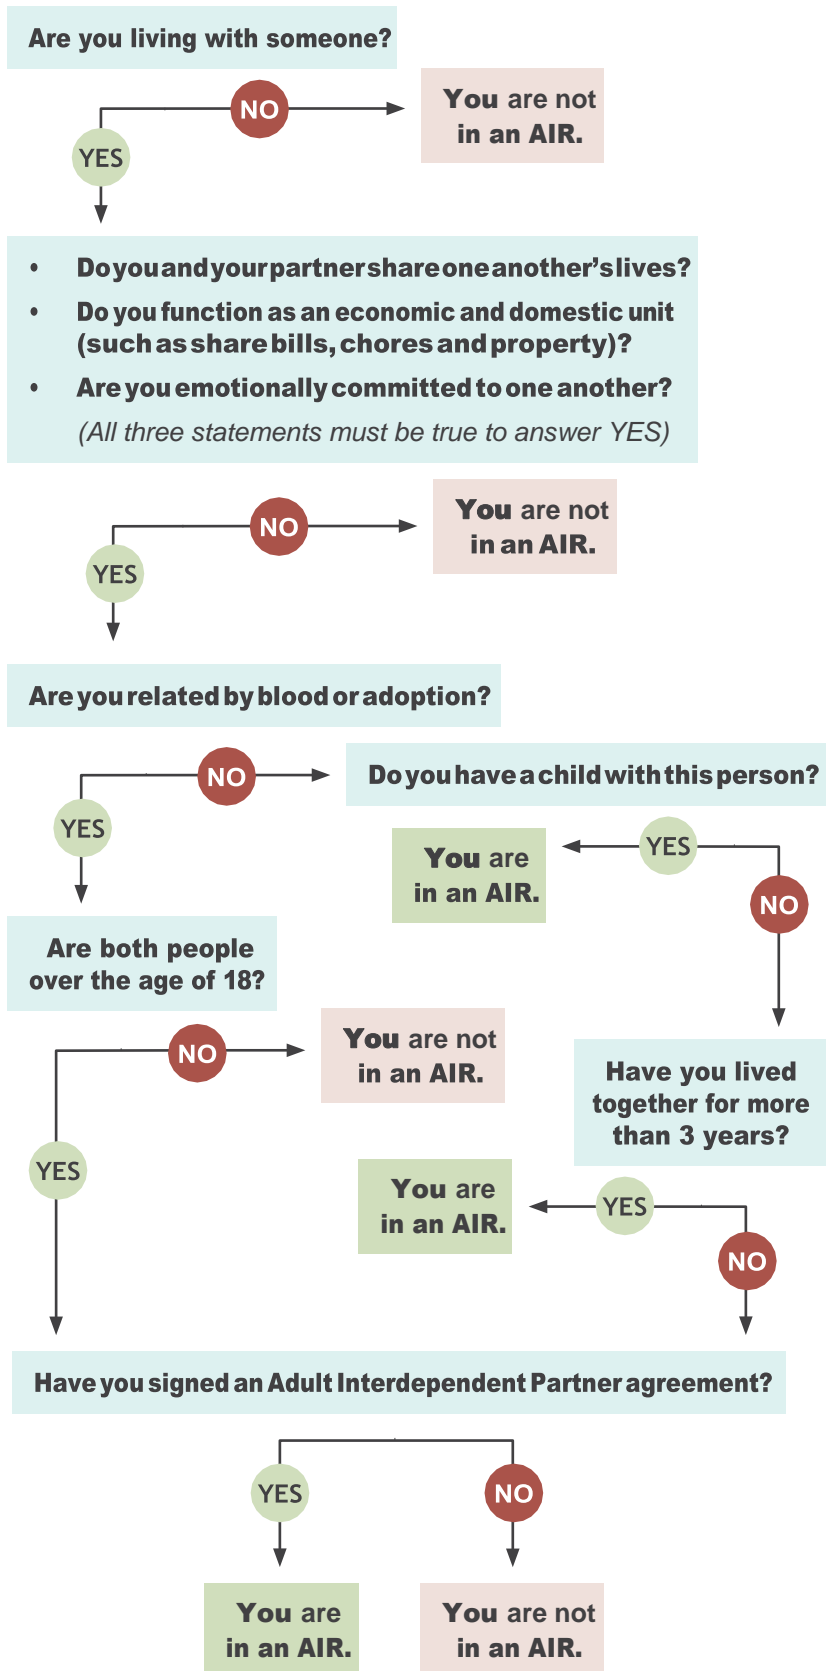 Are you living with someone?
NO
You are not
in an AIR.
YES
• Do you and your partner share one another's lives?
• Do you function as an economic and domestic unit
(such as share bills, chores and property)?
• Are you emotionally committed to one another?
(All three statements must be true to answer YES)
NO
You are not
in an AIR.
YES
Are you related by blood or adoption?
NO
Do you have a child with this person?
YES
You are
in an AIR.
YES
NO
Are both people
over the age of 18?
NO
You are not
in an AIR.
Have you lived
together for more
than 3 years?
YES
You are
in an AIR.
YES
NO
Have you signed an Adult Interdependent Partner agreement?
YES
NO
You are
in an AIR.
You are not
in an AIR.